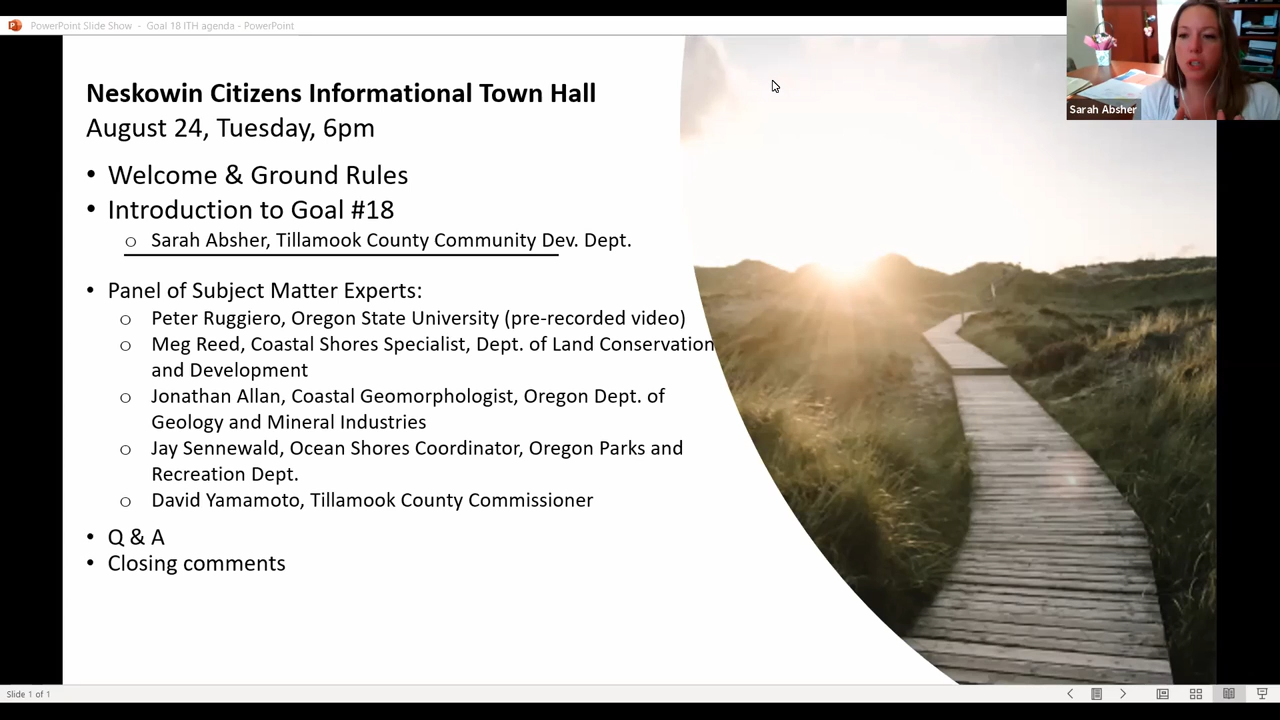 PowerPoint Slide Show - Goal 18 ITH agenda - PowerPoint
Sarah Absher
Neskowin Citizens Informational Town Hall
August 24, Tuesday, 6pm
• Welcome & Ground Rules
• Introduction to Goal #18
o Sarah Absher, Tillamook County Community Dev. Dept.
• Panel of Subject Matter Experts:
o Peter Ruggiero, Oregon State University (pre-recorded video)
o Meg Reed, Coastal Shores Specialist, Dept. of Land Conservation
and Development
o Jonathan Allan, Coastal Geomorphologist, Oregon Dept. of
Geology and Mineral Industries
o Jay Sennewald, Ocean Shores Coordinator, Oregon Parks and
Recreation Dept.
o David Yamamoto, Tillamook County Commissioner
• Q & A
• Closing comments
Slide 1 of 1